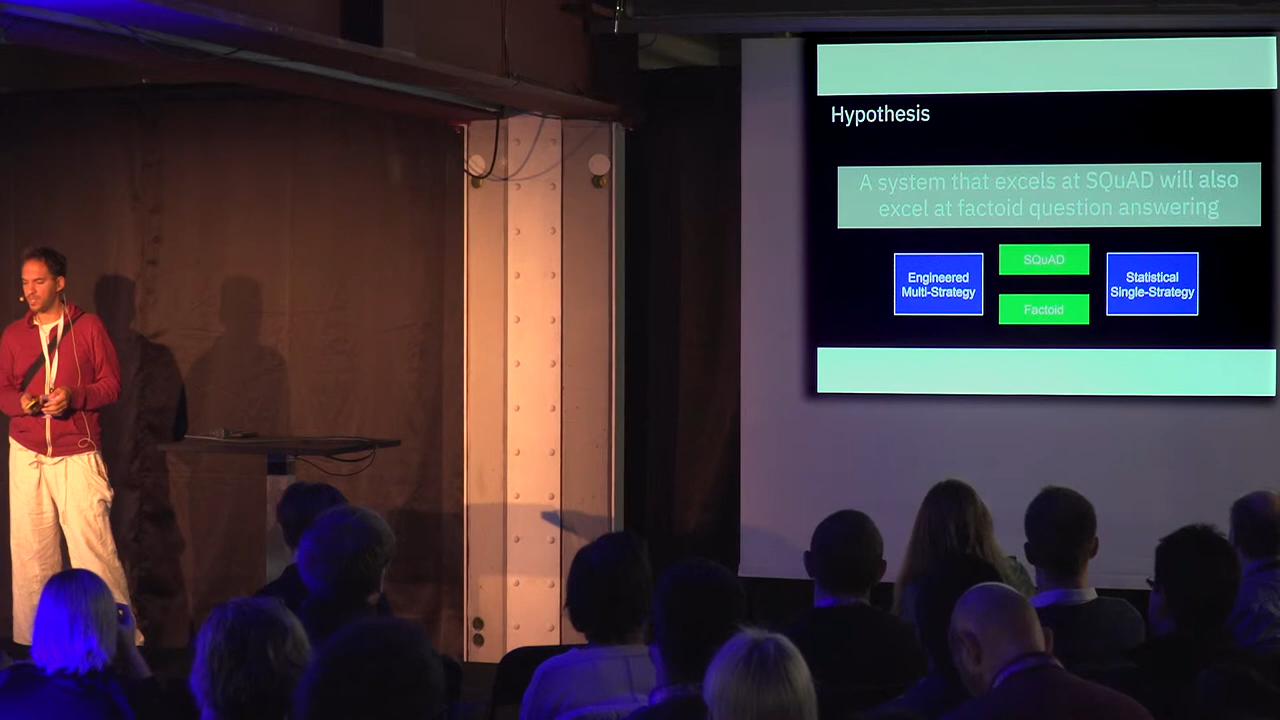 Hypothesis
A system that excels at SQuAD will also
excel at factoid question answering
SQuAD
Engineered
Multi-Strategy
Statistical
Single-Strategy
Factoid